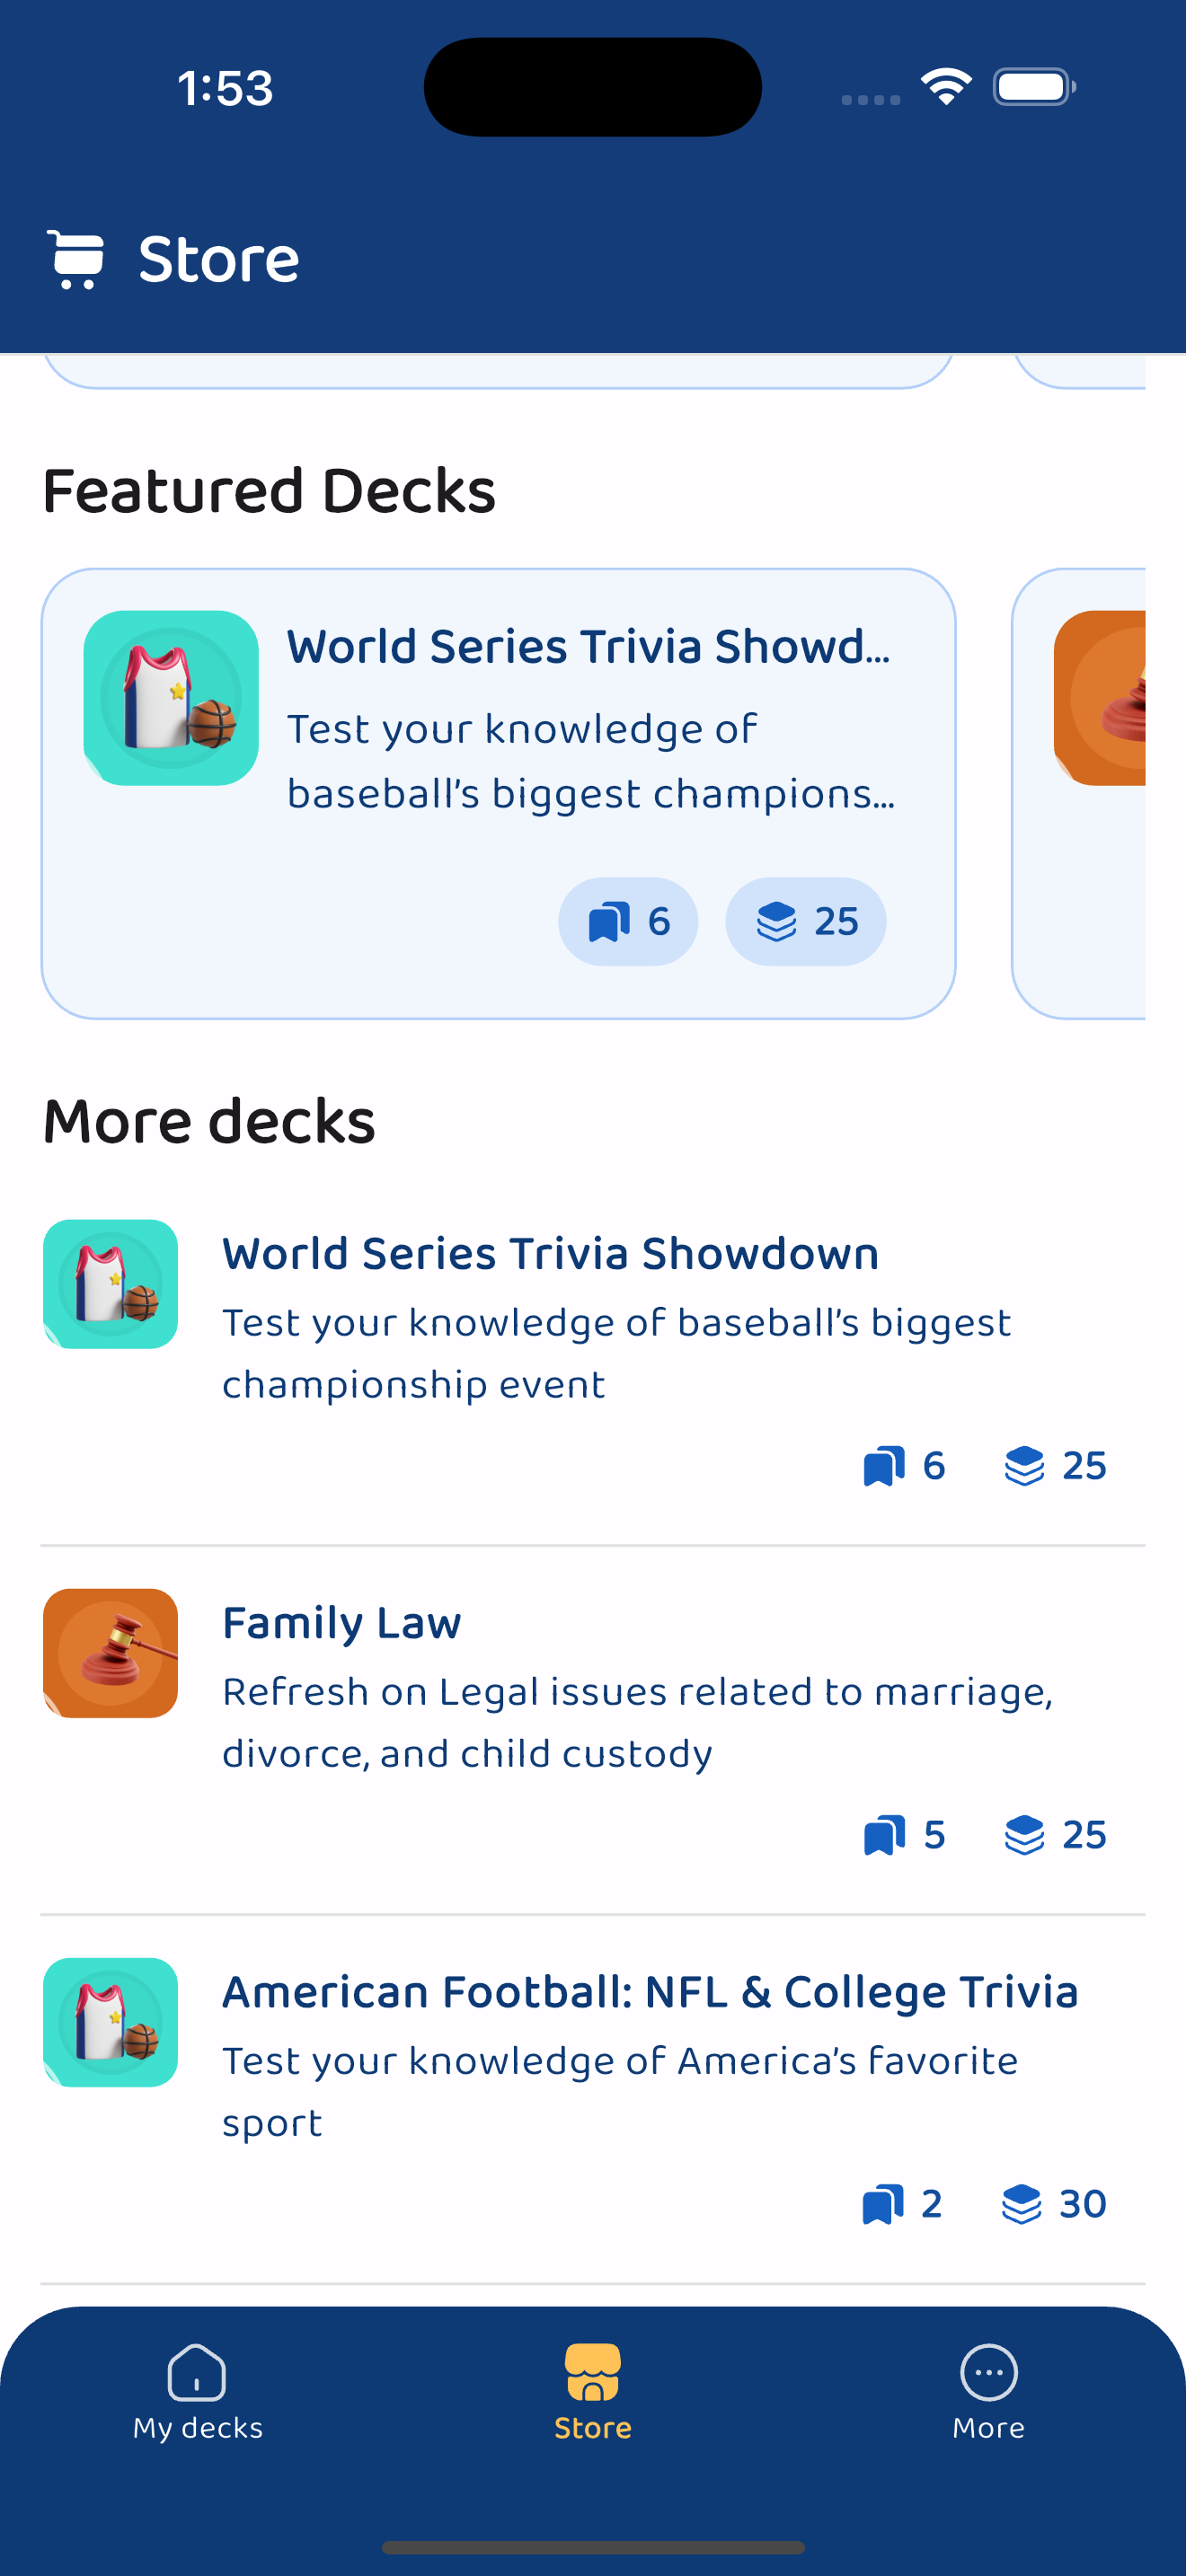 1:53
Store
Featured Decks
World Series Trivia Showd...
Test your knowledge of
baseball's biggest champions...
6
25
More decks
World Series Trivia Showdown
Test your knowledge of baseball's biggest
championship event
6
25
Family Law
Refresh on Legal issues related to marriage,
divorce, and child custody
5
25
American Football: NFL & College Trivia
Test your knowledge of America's favorite
sport
2
30
My decks
Store
More